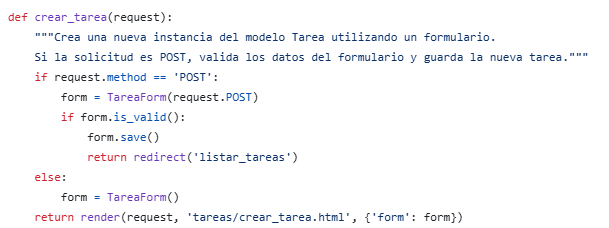 def crear_tarea(request):
    """Crea una nueva instancia del modelo Tarea utilizando un formulario.
    Si la solicitud es POST, valida los datos del formulario y guarda la nueva tarea."""
    if request.method == 'POST':
        form = TareaForm(request.POST)
        if form.is_valid():
            form.save()
            return redirect('listar_tareas')
    else:
        form = TareaForm()
    return render(request, 'tareas/crear_tarea.html', {'form': form})